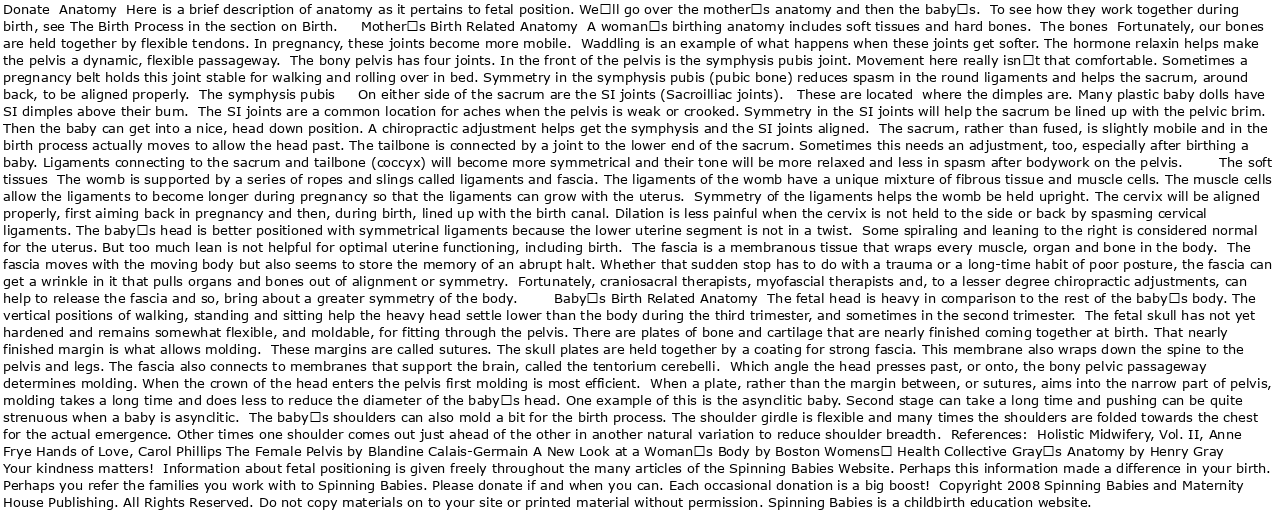 Donate  Anatomy  Here is a brief description of anatomy as it pertains to fetal position. We□ll go over the mother□s anatomy and then the baby□s.  To see how they work together during
birth, see The Birth Process in the section on Birth.      Mother□s Birth Related Anatomy  A woman□s birthing anatomy includes soft tissues and hard bones.  The bones  Fortunately, our bones
are held together by flexible tendons. In pregnancy, these joints become more mobile.  Waddling is an example of what happens when these joints get softer. The hormone relaxin helps make
the pelvis a dynamic, flexible passageway.  The bony pelvis has four joints. In the front of the pelvis is the symphysis pubis joint. Movement here really isn□t that comfortable. Sometimes a
pregnancy belt holds this joint stable for walking and rolling over in bed. Symmetry in the symphysis pubis (pubic bone) reduces spasm in the round ligaments and helps the sacrum, around
back, to be aligned properly.  The symphysis pubis      On either side of the sacrum are the SI joints (Sacroilliac joints).   These are located  where the dimples are. Many plastic baby dolls have
SI dimples above their bum.  The SI joints are a common location for aches when the pelvis is weak or crooked. Symmetry in the SI joints will help the sacrum be lined up with the pelvic brim.
Then the baby can get into a nice, head down position. A chiropractic adjustment helps get the symphysis and the SI joints aligned.  The sacrum, rather than fused, is slightly mobile and in the
birth process actually moves to allow the head past. The tailbone is connected by a joint to the lower end of the sacrum. Sometimes this needs an adjustment, too, especially after birthing a
baby. Ligaments connecting to the sacrum and tailbone (coccyx) will become more symmetrical and their tone will be more relaxed and less in spasm after bodywork on the pelvis.         The soft
tissues  The womb is supported by a series of ropes and slings called ligaments and fascia. The ligaments of the womb have a unique mixture of fibrous tissue and muscle cells. The muscle cells
allow the ligaments to become longer during pregnancy so that the ligaments can grow with the uterus.  Symmetry of the ligaments helps the womb be held upright. The cervix will be aligned
properly, first aiming back in pregnancy and then, during birth, lined up with the birth canal. Dilation is less painful when the cervix is not held to the side or back by spasming cervical
ligaments. The baby□s head is better positioned with symmetrical ligaments because the lower uterine segment is not in a twist.  Some spiraling and leaning to the right is considered normal
for the uterus. But too much lean is not helpful for optimal uterine functioning, including birth.  The fascia is a membranous tissue that wraps every muscle, organ and bone in the body.  The
fascia moves with the moving body but also seems to store the memory of an abrupt halt. Whether that sudden stop has to do with a trauma or a long-time habit of poor posture, the fascia can
get a wrinkle in it that pulls organs and bones out of alignment or symmetry.  Fortunately, craniosacral therapists, myofascial therapists and, to a lesser degree chiropractic adjustments, can
help to release the fascia and so, bring about a greater symmetry of the body.         Baby□s Birth Related Anatomy  The fetal head is heavy in comparison to the rest of the baby□s body. The
vertical positions of walking, standing and sitting help the heavy head settle lower than the body during the third trimester, and sometimes in the second trimester.  The fetal skull has not yet
hardened and remains somewhat flexible, and moldable, for fitting through the pelvis. There are plates of bone and cartilage that are nearly finished coming together at birth. That nearly
finished margin is what allows molding.  These margins are called sutures. The skull plates are held together by a coating for strong fascia. This membrane also wraps down the spine to the
pelvis and legs. The fascia also connects to membranes that support the brain, called the tentorium cerebelli.  Which angle the head presses past, or onto, the bony pelvic passageway
determines molding. When the crown of the head enters the pelvis first molding is most efficient.  When a plate, rather than the margin between, or sutures, aims into the narrow part of pelvis,
molding takes a long time and does less to reduce the diameter of the baby□s head. One example of this is the asynclitic baby. Second stage can take a long time and pushing can be quite
strenuous when a baby is asynclitic.  The baby□s shoulders can also mold a bit for the birth process. The shoulder girdle is flexible and many times the shoulders are folded towards the chest
for the actual emergence. Other times one shoulder comes out just ahead of the other in another natural variation to reduce shoulder breadth.  References:  Holistic Midwifery, Vol. II, Anne
Frye Hands of Love, Carol Phillips The Female Pelvis by Blandine Calais-Germain A New Look at a Woman□s Body by Boston Womens□ Health Collective Gray□s Anatomy by Henry Gray
Your kindness matters!  Information about fetal positioning is given freely throughout the many articles of the Spinning Babies Website. Perhaps this information made a difference in your birth.
Perhaps you refer the families you work with to Spinning Babies. Please donate if and when you can. Each occasional donation is a big boost!  Copyright 2008 Spinning Babies and Maternity
House Publishing. All Rights Reserved. Do not copy materials on to your site or printed material without permission. Spinning Babies is a childbirth education website.